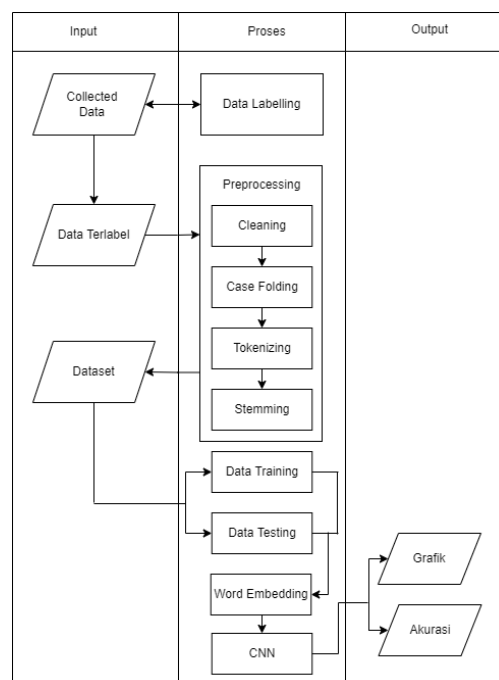 Input
Proses
Output
Collected
Data
Data Labelling
Preprocessing
Data Terlabel
Cleaning
Case Folding
Tokenizing
Dataset
Stemming
Data Training
Data Testing
Grafik
Word Embedding
Akurasi
CNN